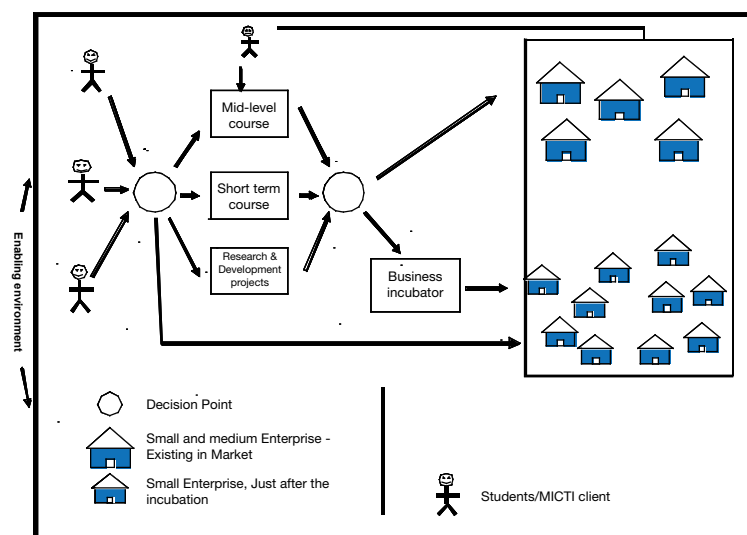 Mid-level
course
Short term
course
Research &
Development
projects
Business
incubator
Enabling environment
Decision Point
Small and medium Enterprise -
Existing in Market
Small Enterprise, Just after the
incubation
Students/MICTI client